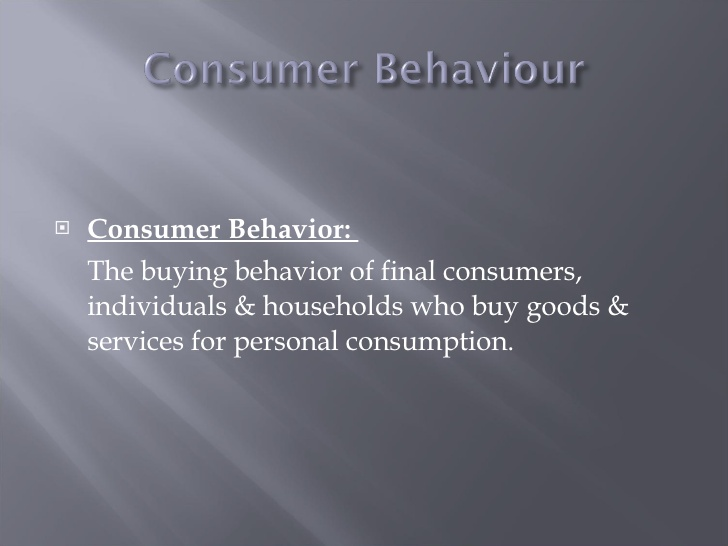 Consumer Behaviour
Consumer Behavior:
The buying behavior of final consumers,
individuals & households who buy goods &
services for personal consumption.